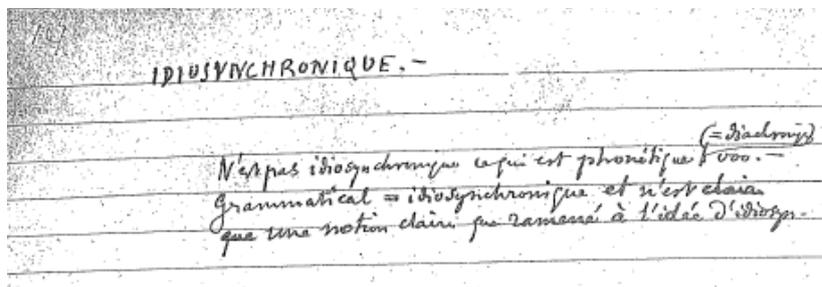 IDIOSYNCHRONIQUE. —
(= diachroniq)
N'est pas idiosynchronique ce qui est phonétique
Grammatical = idiosynchronique et n'est clair
que une notion claire que ramené à l'idée d'idiosyn-